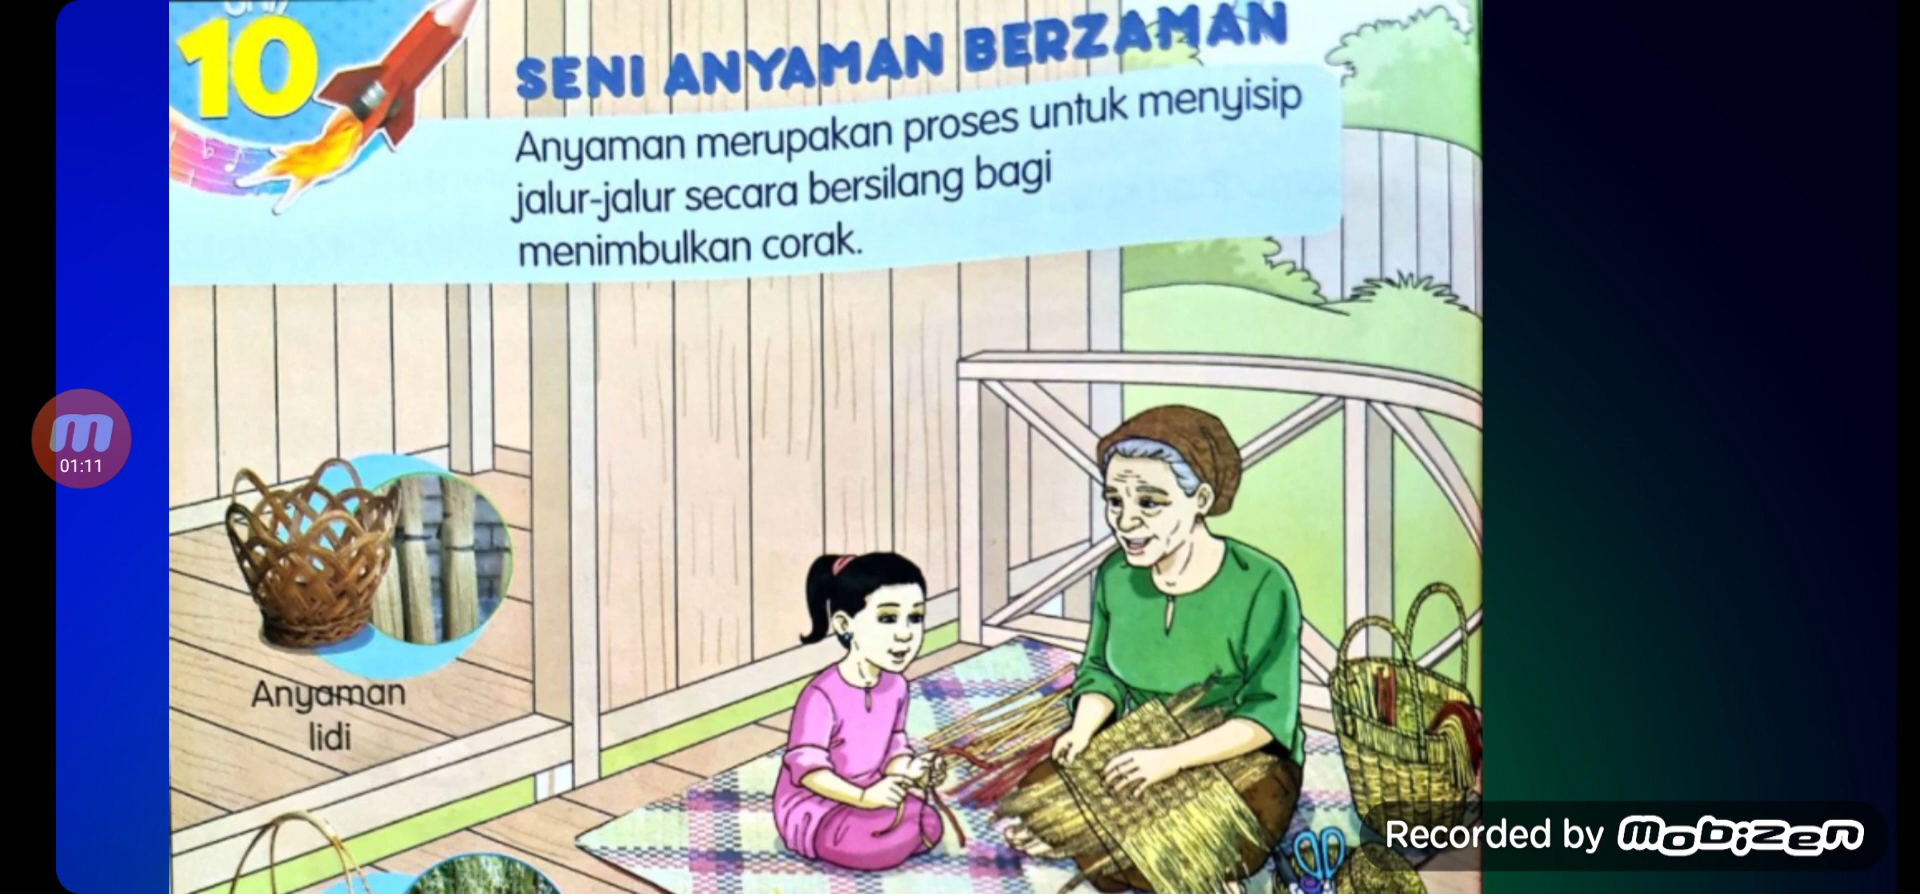 UNIT
10
SENI ANYAMAN BERZAMAN
Anyaman merupakan proses untuk menyisip
jalur-jalur secara bersilang bagi
menimbulkan corak.
01:11
Anyaman
lidi
Recorded by mobizen